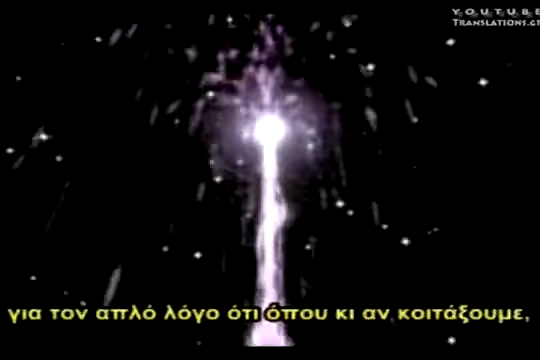 YOUTUBE
TRANSLATIONS.GR
για τον απλό λόγο ότι όπου κι αν κοιτάξουμε,